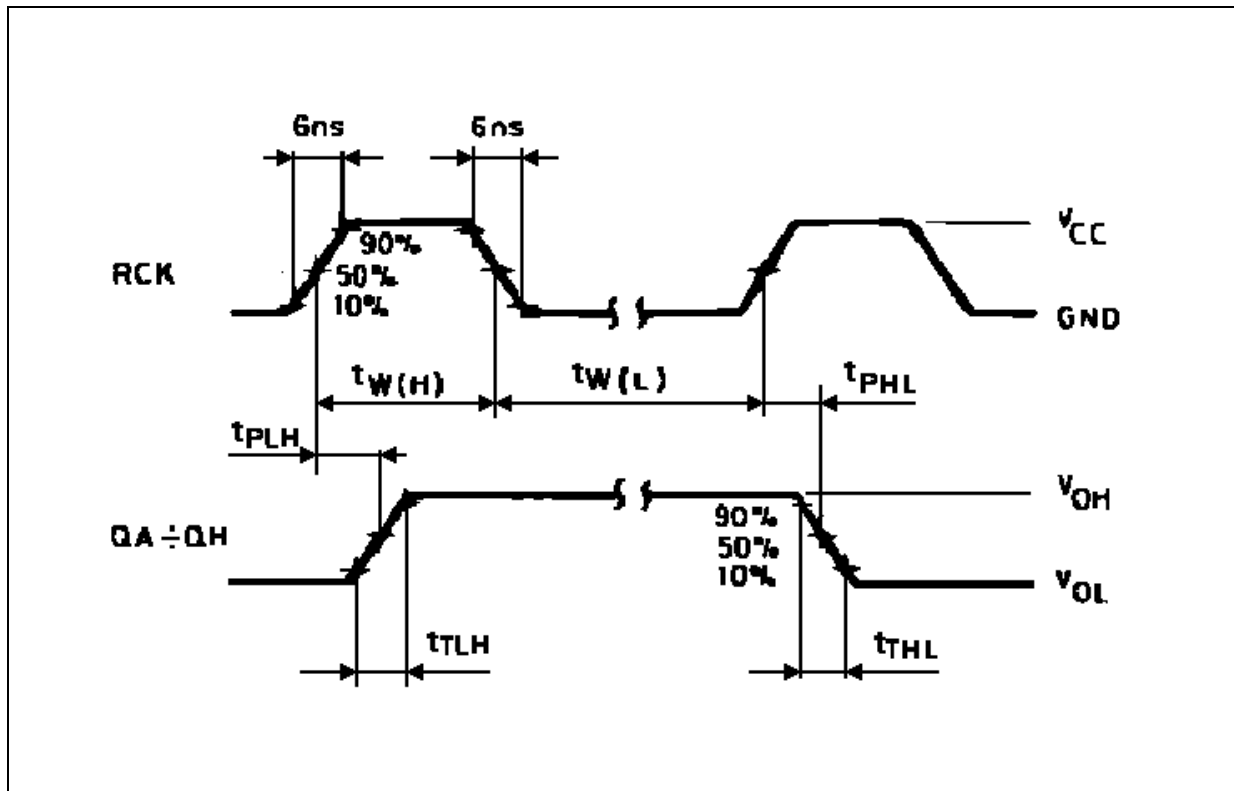 6ns 6ns
VCC
90%
RCK 50%
10%
GND
tW(H) tW(L) tPHL
tPLH
VOH
90%
QA÷QH 50%
10%
VOL
tTLH tTHL